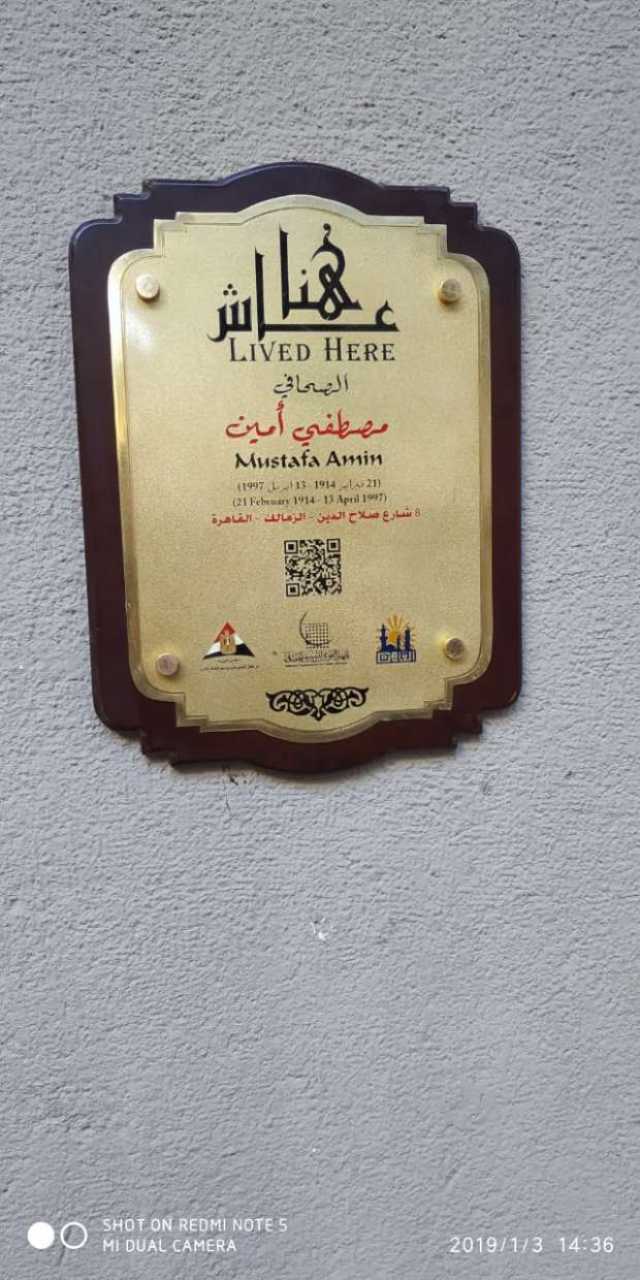 هنا
عاش
LIVED HERE
الصحافي
مصطفي أمين
Mustafa Amin
(21 فبراير 1914 - 13 ابريل 1997)
(21 February 1914 - 13 April 1997)
8 شارع صلاح الدين - الزمالك - القاهرة
SHOT ON REDMI NOTE 5
MI DUAL CAMERA
2019/1/3 14:36